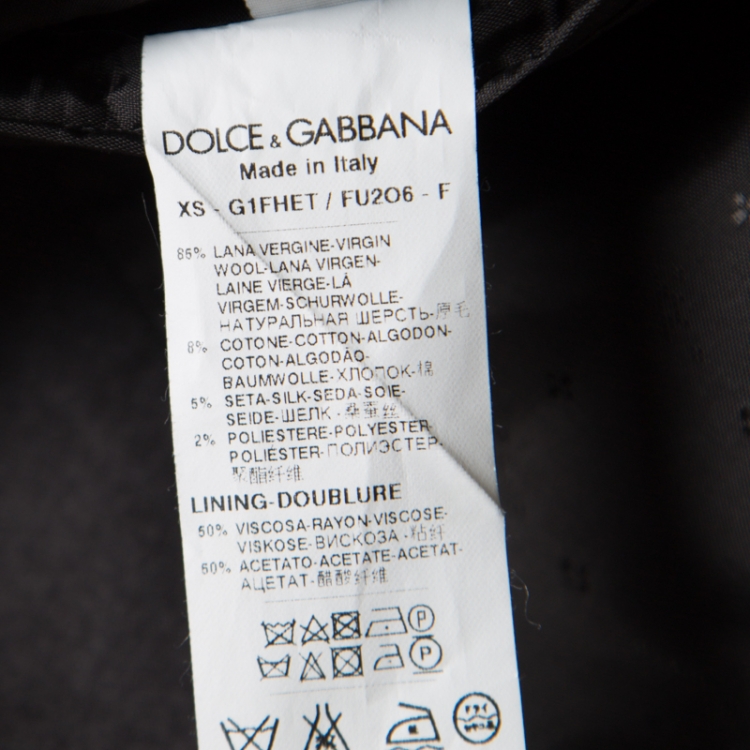 DOLCE & GABBANA
Made in Italy
XS - G1FHET / FU2O6 - F
85% LANA VERGINE-VIRGIN
WOOL-LANA VIRGEN-
LAINE VIERGE-LÃ
VIRGEM-SCHURWOLLE-
НАТУРАЛЬНАЯ ШЕРСТЬ-原毛
8% COTONE-COTTON-ALGODON-
COTON-ALGODÃO-
BAUMWOLLE-ХЛОПОК-棉
5% SETA-SILK-SEDA-SOIE-
SEIDE-ШЕЛК-桑蚕丝
2% POLIESTERE-POLYESTER-
POLIÉSTER-ПОЛИЭСТЕР-
聚酯纤维
LINING-DOUBLURE
50% VISCOSA-RAYON-VISCOSE-
VISKOSE-ВИСКОЗА-粘纤
50% ACETATO-ACETATE-ACETAT-
АЦЕТАТ-醋酸纤维
P
P
ドライ